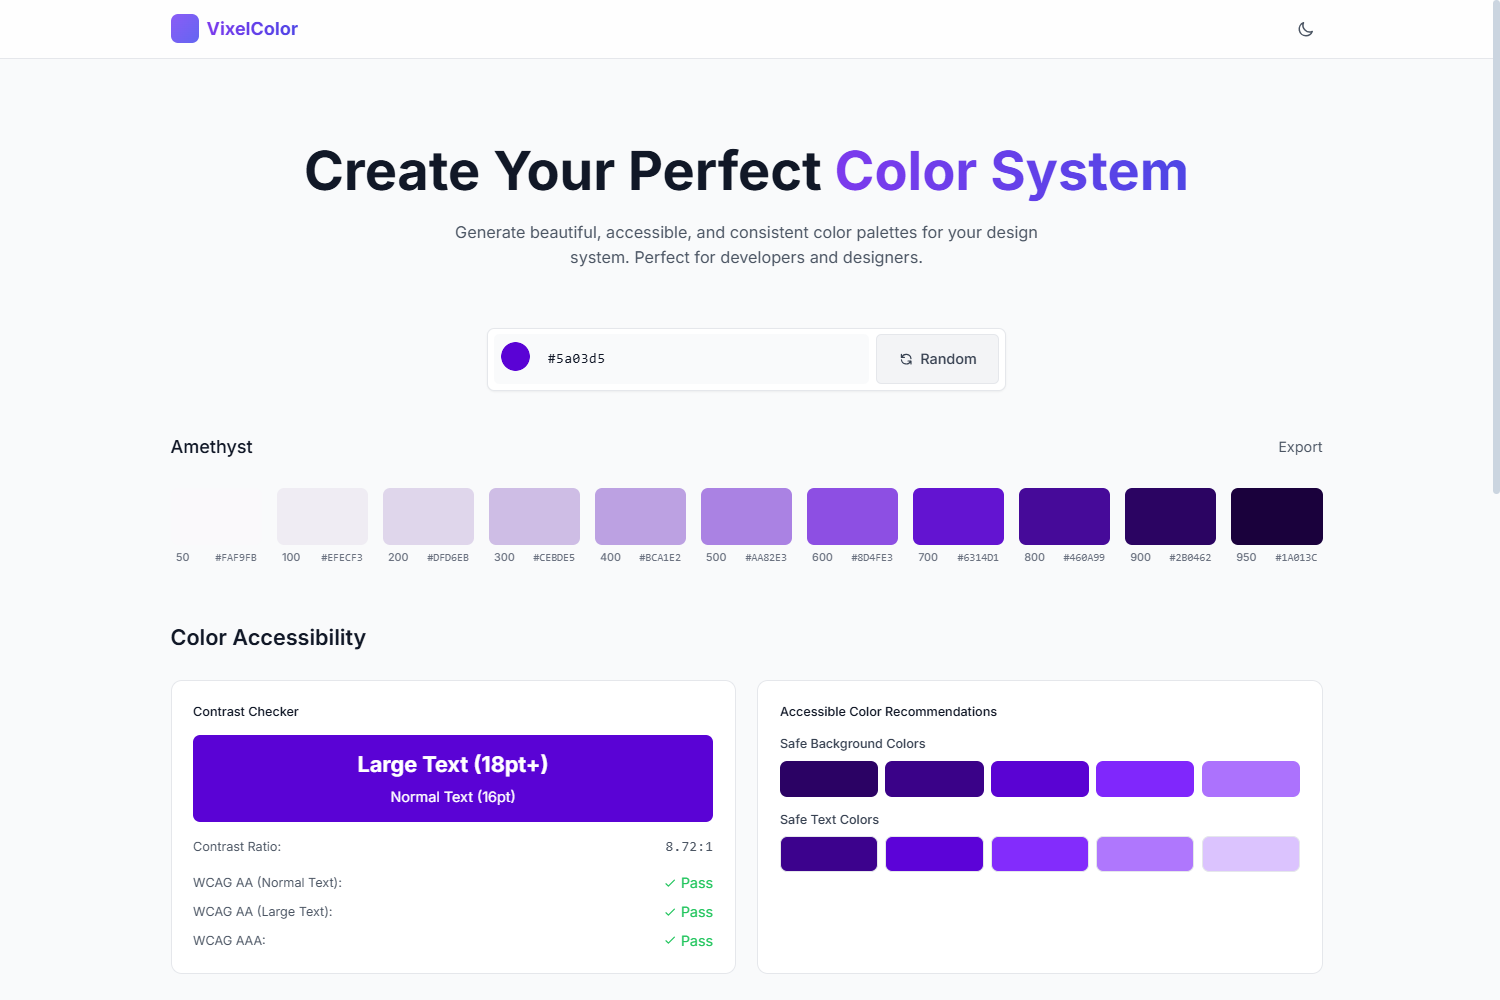 VixelColor
Create Your Perfect Color System
Generate beautiful, accessible, and consistent color palettes for your design
system. Perfect for developers and designers.
#5a03d5
Random
Amethyst
Export
50 #FAF9FB
100 #EFECF3
200 #DFD6EB
300 #CEBDE5
400 #BCA1E2
500 #AA82E3
600 #8D4FE3
700 #6314D1
800 #460A99
900 #2B0462
950 #1A013C
Color Accessibility
Contrast Checker
Large Text (18pt+)
Normal Text (16pt)
Contrast Ratio: 8.72:1
WCAG AA (Normal Text): Pass
WCAG AA (Large Text): Pass
WCAG AAA: Pass
Accessible Color Recommendations
Safe Background Colors
Safe Text Colors